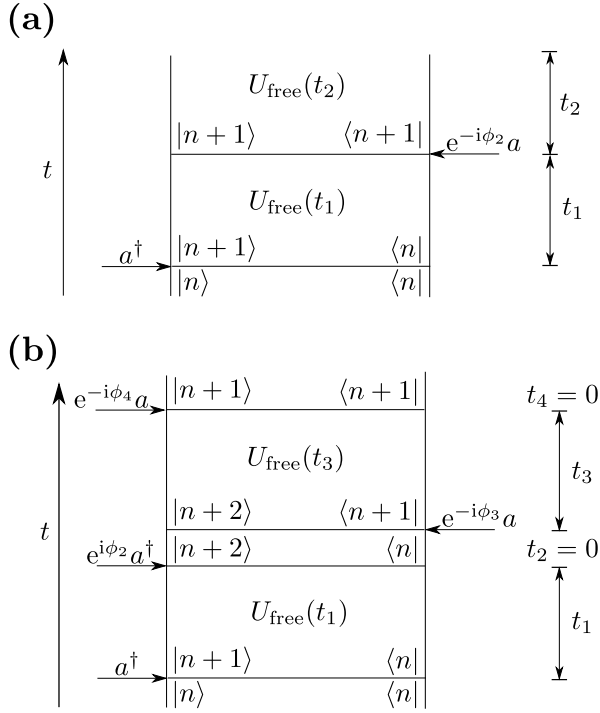 (a)
U_free(t_2)
|n + 1⟩ ⟨n + 1|
e^{−iϕ_2} a
t_2
t
U_free(t_1)
t_1
a^†
|n + 1⟩ ⟨n|
|n⟩ ⟨n|
(b)
e^{−iϕ_4} a
|n + 1⟩ ⟨n + 1|
t_4 = 0
U_free(t_3)
t_3
|n + 2⟩ ⟨n + 1|
e^{−iϕ_3} a
t
e^{iϕ_2} a^†
|n + 2⟩ ⟨n|
t_2 = 0
U_free(t_1)
t_1
a^†
|n + 1⟩ ⟨n|
|n⟩ ⟨n|